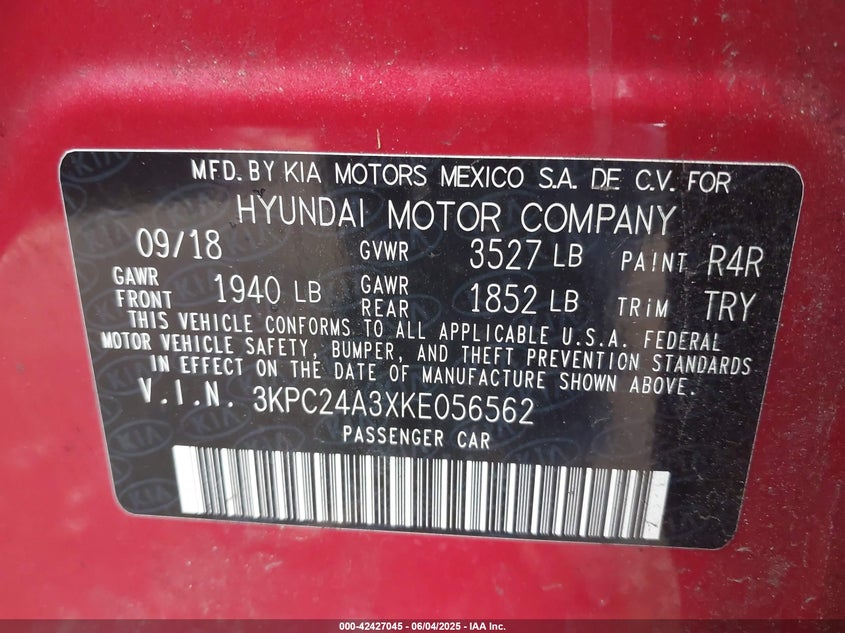 MFD. BY KIA MOTORS MEXICO S.A. DE C.V. FOR
HYUNDAI MOTOR COMPANY
09/18 GVWR 3527 LB PAINT R4R
GAWR FRONT 1940 LB GAWR REAR 1852 LB TRIM TRY
THIS VEHICLE CONFORMS TO ALL APPLICABLE U.S.A. FEDERAL
MOTOR VEHICLE SAFETY, BUMPER, AND THEFT PREVENTION STANDARDS
IN EFFECT ON THE DATE OF MANUFACTURE SHOWN ABOVE.
V.I.N. 3KPC24A3XKE056562
PASSENGER CAR
000-42427045 - 06/04/2025 - IAA Inc.